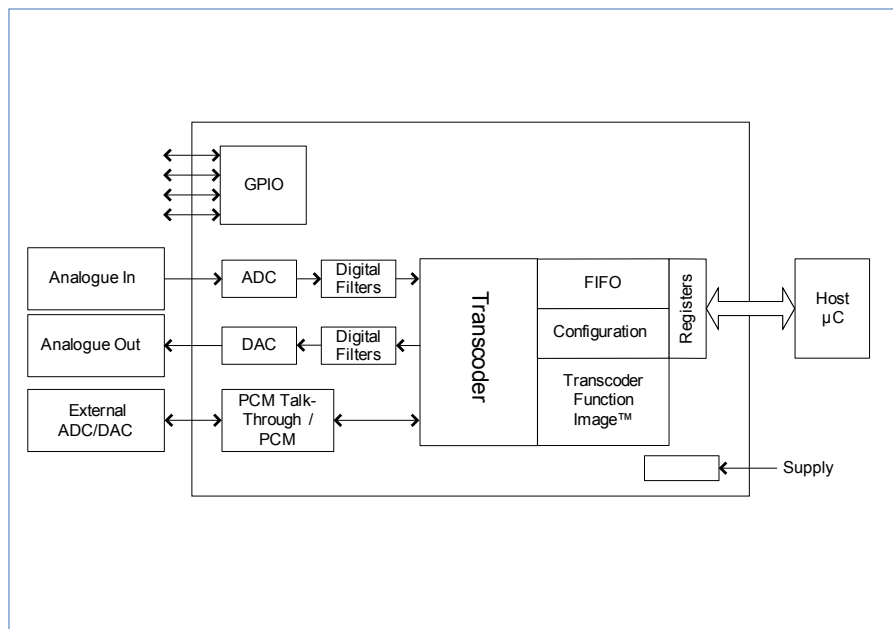 GPIO
Analogue In
ADC
Digital
Filters
Analogue Out
DAC
Digital
Filters
External
ADC/DAC
PCM Talk-
Through /
PCM
Transcoder
FIFO
Configuration
Transcoder
Function
Image™
Registers
Host
µC
Supply